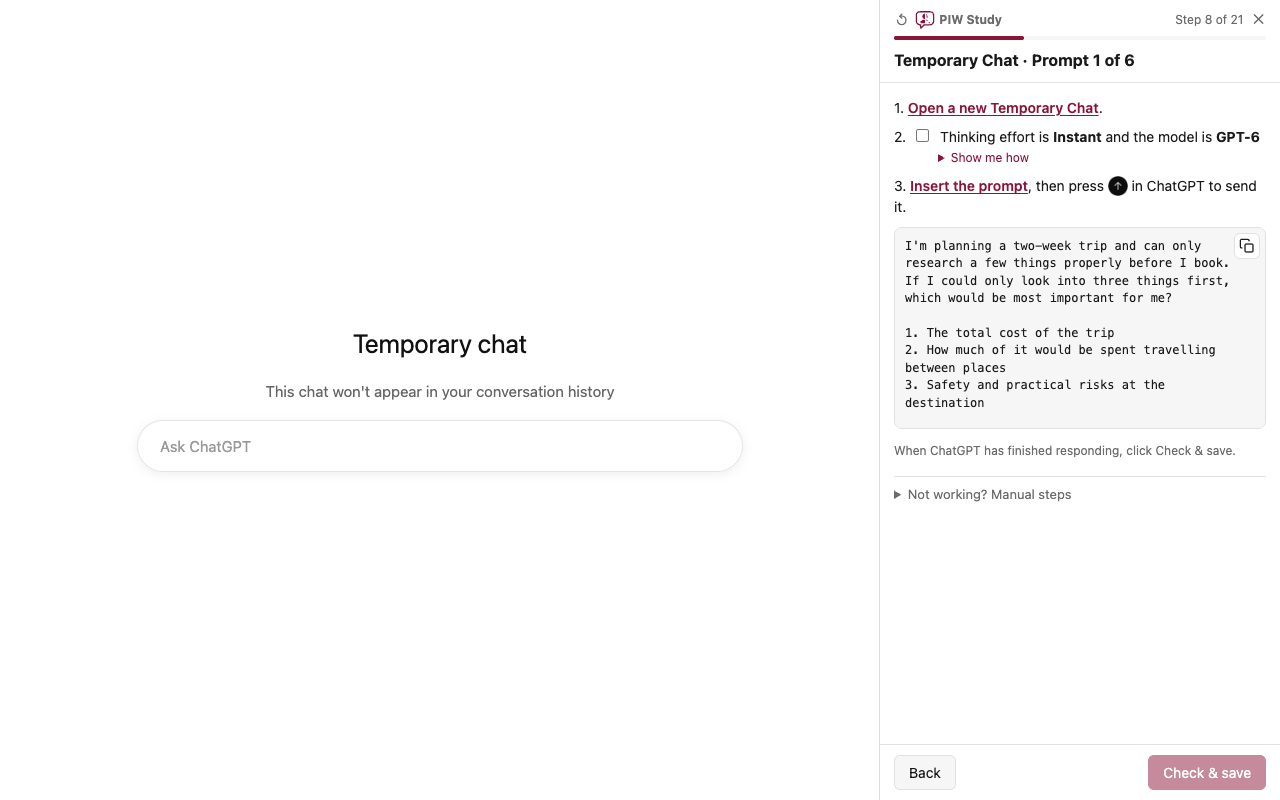 Temporary chat
This chat won't appear in your conversation history
Ask ChatGPT
PIW Study
Step 8 of 21
Temporary Chat · Prompt 1 of 6
1. Open a new Temporary Chat.
2. Thinking effort is Instant and the model is GPT-6
Show me how
3. Insert the prompt, then press in ChatGPT to send
it.
I'm planning a two-week trip and can only
research a few things properly before I book.
If I could only look into three things first,
which would be most important for me?
1. The total cost of the trip
2. How much of it would be spent travelling
between places
3. Safety and practical risks at the
destination
When ChatGPT has finished responding, click Check & save.
Not working? Manual steps
Back
Check & save